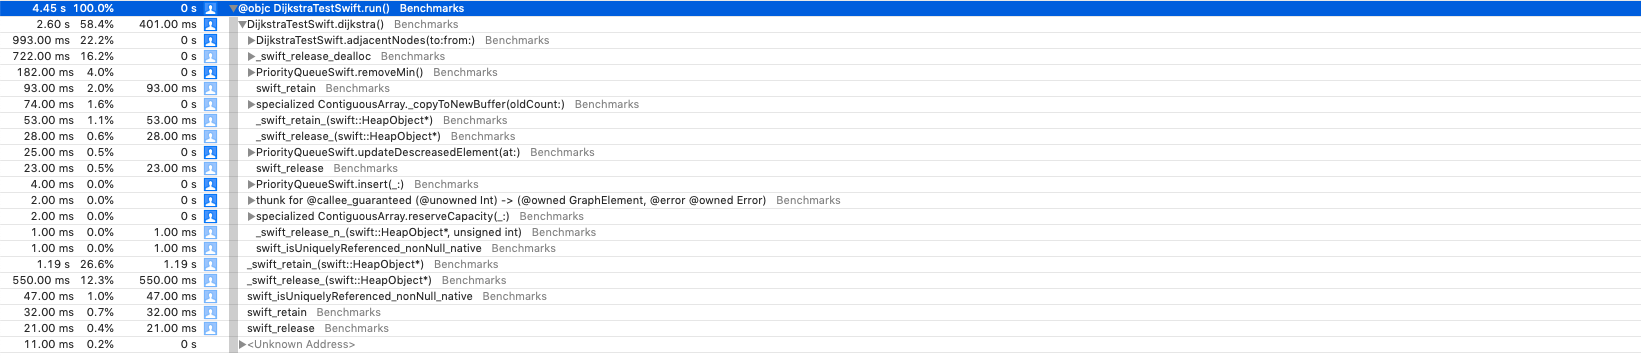 4.45 s 100.0% 0 s @objc DijkstraTestSwift.run() Benchmarks
2.60 s 58.4% 401.00 ms DijkstraTestSwift.dijkstra() Benchmarks
993.00 ms 22.2% 0 s DijkstraTestSwift.adjacentNodes(to:from:) Benchmarks
722.00 ms 16.2% 0 s _swift_release_dealloc Benchmarks
182.00 ms 4.0% 0 s PriorityQueueSwift.removeMin() Benchmarks
93.00 ms 2.0% 93.00 ms swift_retain Benchmarks
74.00 ms 1.6% 0 s specialized ContiguousArray._copyToNewBuffer(oldCount:) Benchmarks
53.00 ms 1.1% 53.00 ms _swift_retain_(swift::HeapObject*) Benchmarks
28.00 ms 0.6% 28.00 ms _swift_release_(swift::HeapObject*) Benchmarks
25.00 ms 0.5% 0 s PriorityQueueSwift.updateDescreasedElement(at:) Benchmarks
23.00 ms 0.5% 23.00 ms swift_release Benchmarks
4.00 ms 0.0% 0 s PriorityQueueSwift.insert(_:) Benchmarks
2.00 ms 0.0% 0 s thunk for @callee_guaranteed (@unowned Int) -> (@owned GraphElement, @error @owned Error) Benchmarks
2.00 ms 0.0% 0 s specialized ContiguousArray.reserveCapacity(_:) Benchmarks
1.00 ms 0.0% 1.00 ms _swift_release_n_(swift::HeapObject*, unsigned int) Benchmarks
1.00 ms 0.0% 1.00 ms swift_isUniquelyReferenced_nonNull_native Benchmarks
1.19 s 26.6% 1.19 s _swift_retain_(swift::HeapObject*) Benchmarks
550.00 ms 12.3% 550.00 ms _swift_release_(swift::HeapObject*) Benchmarks
47.00 ms 1.0% 47.00 ms swift_isUniquelyReferenced_nonNull_native Benchmarks
32.00 ms 0.7% 32.00 ms swift_retain Benchmarks
21.00 ms 0.4% 21.00 ms swift_release Benchmarks
11.00 ms 0.2% 0 s <Unknown Address>